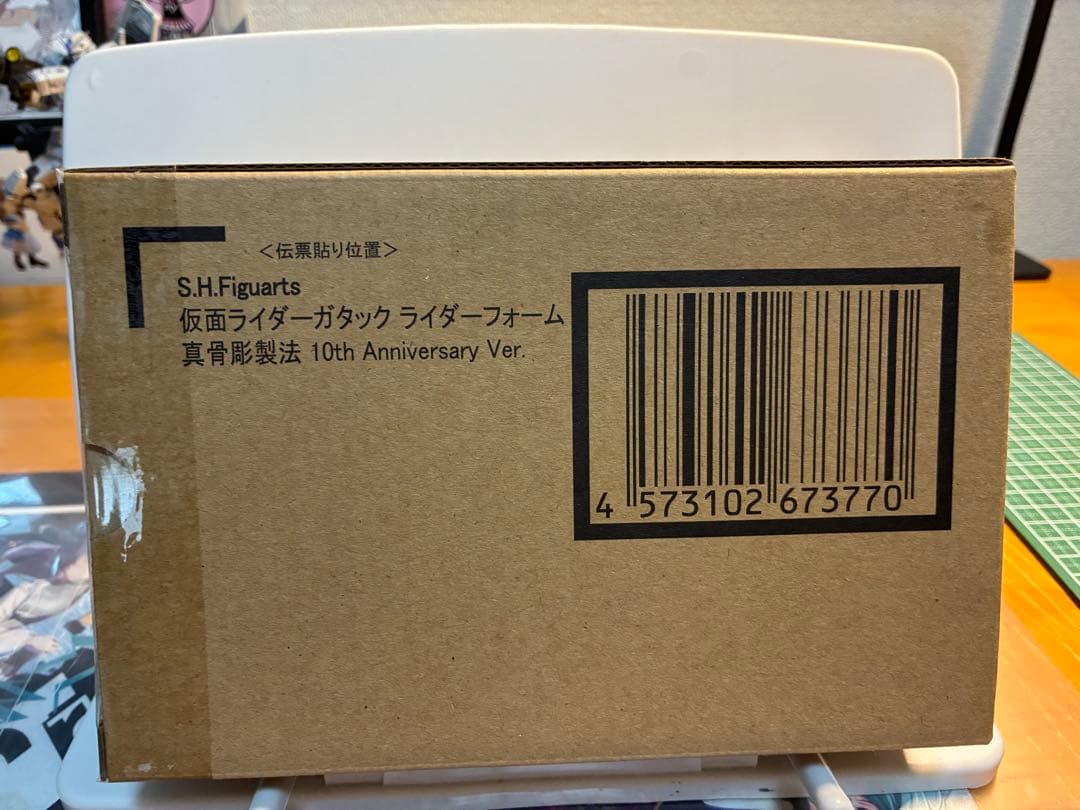 ＜伝票貼り位置＞
S.H.Figuarts
仮面ライダーガタック ライダーフォーム
真骨彫製法 10th Anniversary Ver.
4 573102 673770